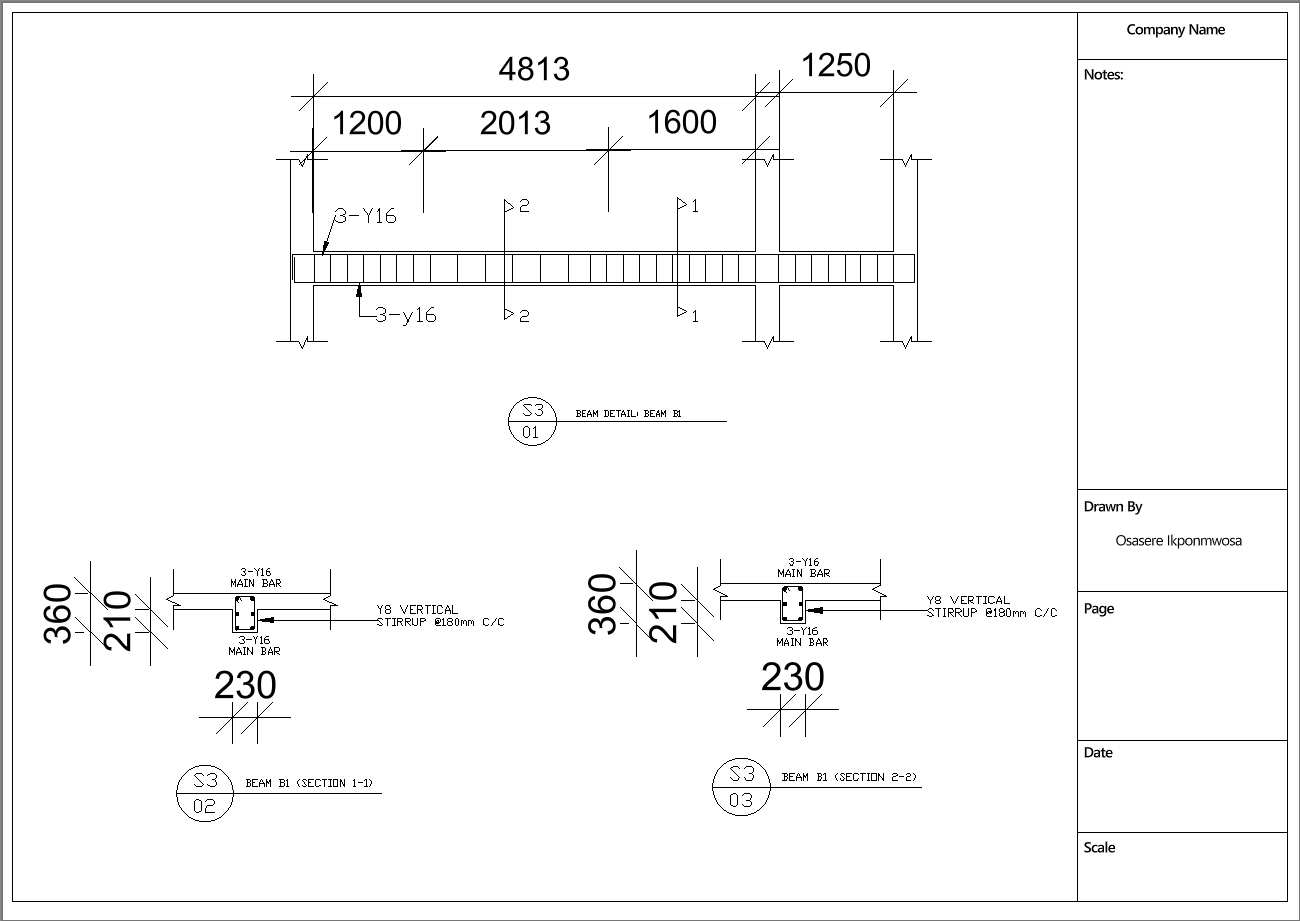 4813
1250
1200
2013
1600
3-Y16
2
1
3-y16
2
1
S3
01
BEAM DETAIL: BEAM B1
360
210
3-Y16
MAIN BAR
Y8 VERTICAL
STIRRUP @180mm C/C
3-Y16
MAIN BAR
230
S3
02
BEAM B1 (SECTION 1-1)
360
210
3-Y16
MAIN BAR
Y8 VERTICAL
STIRRUP @180mm C/C
3-Y16
MAIN BAR
230
S3
03
BEAM B1 (SECTION 2-2)
Company Name
Notes:
Drawn By
Osasere Ikponmwosa
Page
Date
Scale